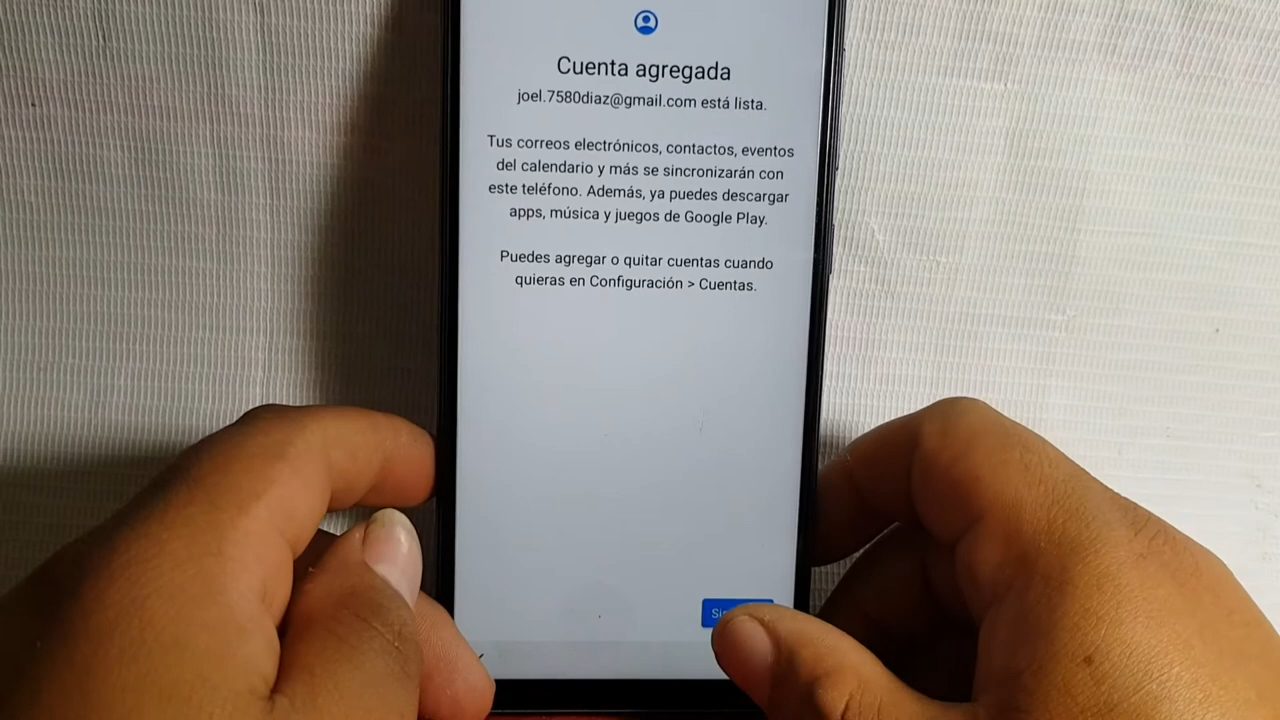 Cuenta agregada
joel.7580diaz@gmail.com está lista.
Tus correos electrónicos, contactos, eventos
del calendario y más se sincronizarán con
este teléfono. Además, ya puedes descargar
apps, música y juegos de Google Play.
Puedes agregar o quitar cuentas cuando
quieras en Configuración > Cuentas.